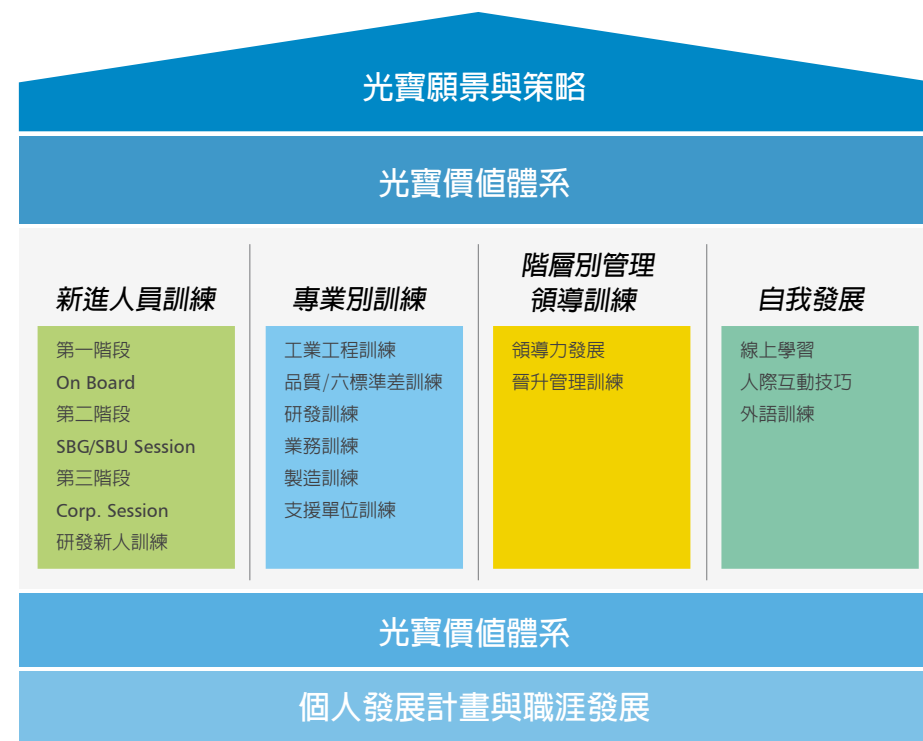 光寶願景與策略
光寶價值體系
新進人員訓練
第一階段
On Board
第二階段
SBG/SBU Session
第三階段
Corp. Session
研發新人訓練
專業別訓練
工業工程訓練
品質/六標準差訓練
研發訓練
業務訓練
製造訓練
支援單位訓練
階層別管理
領導訓練
領導力發展
晉升管理訓練
自我發展
線上學習
人際互動技巧
外語訓練
光寶價值體系
個人發展計畫與職涯發展